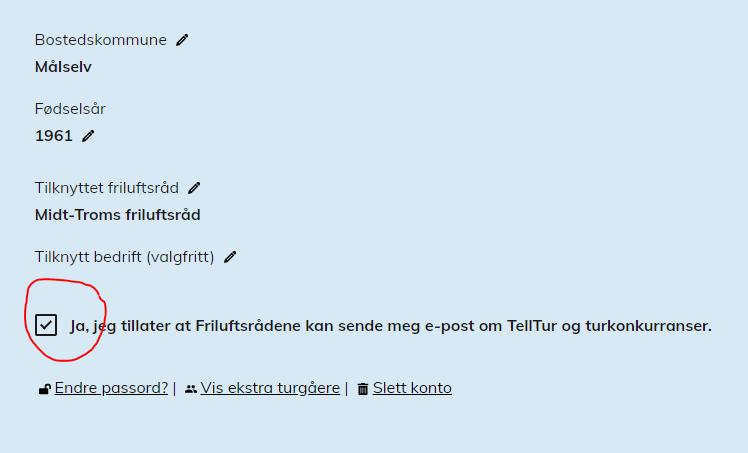 Bostedskommune
Målselv
Fødselsår
1961
Tilknyttet friluftsråd
Midt-Troms friluftsråd
Tilknytt bedrift (valgfritt)
Ja, jeg tillater at Friluftsrådene kan sende meg e-post om TellTur og turkonkurranser.
Endre passord? | Vis ekstra turgåere | Slett konto